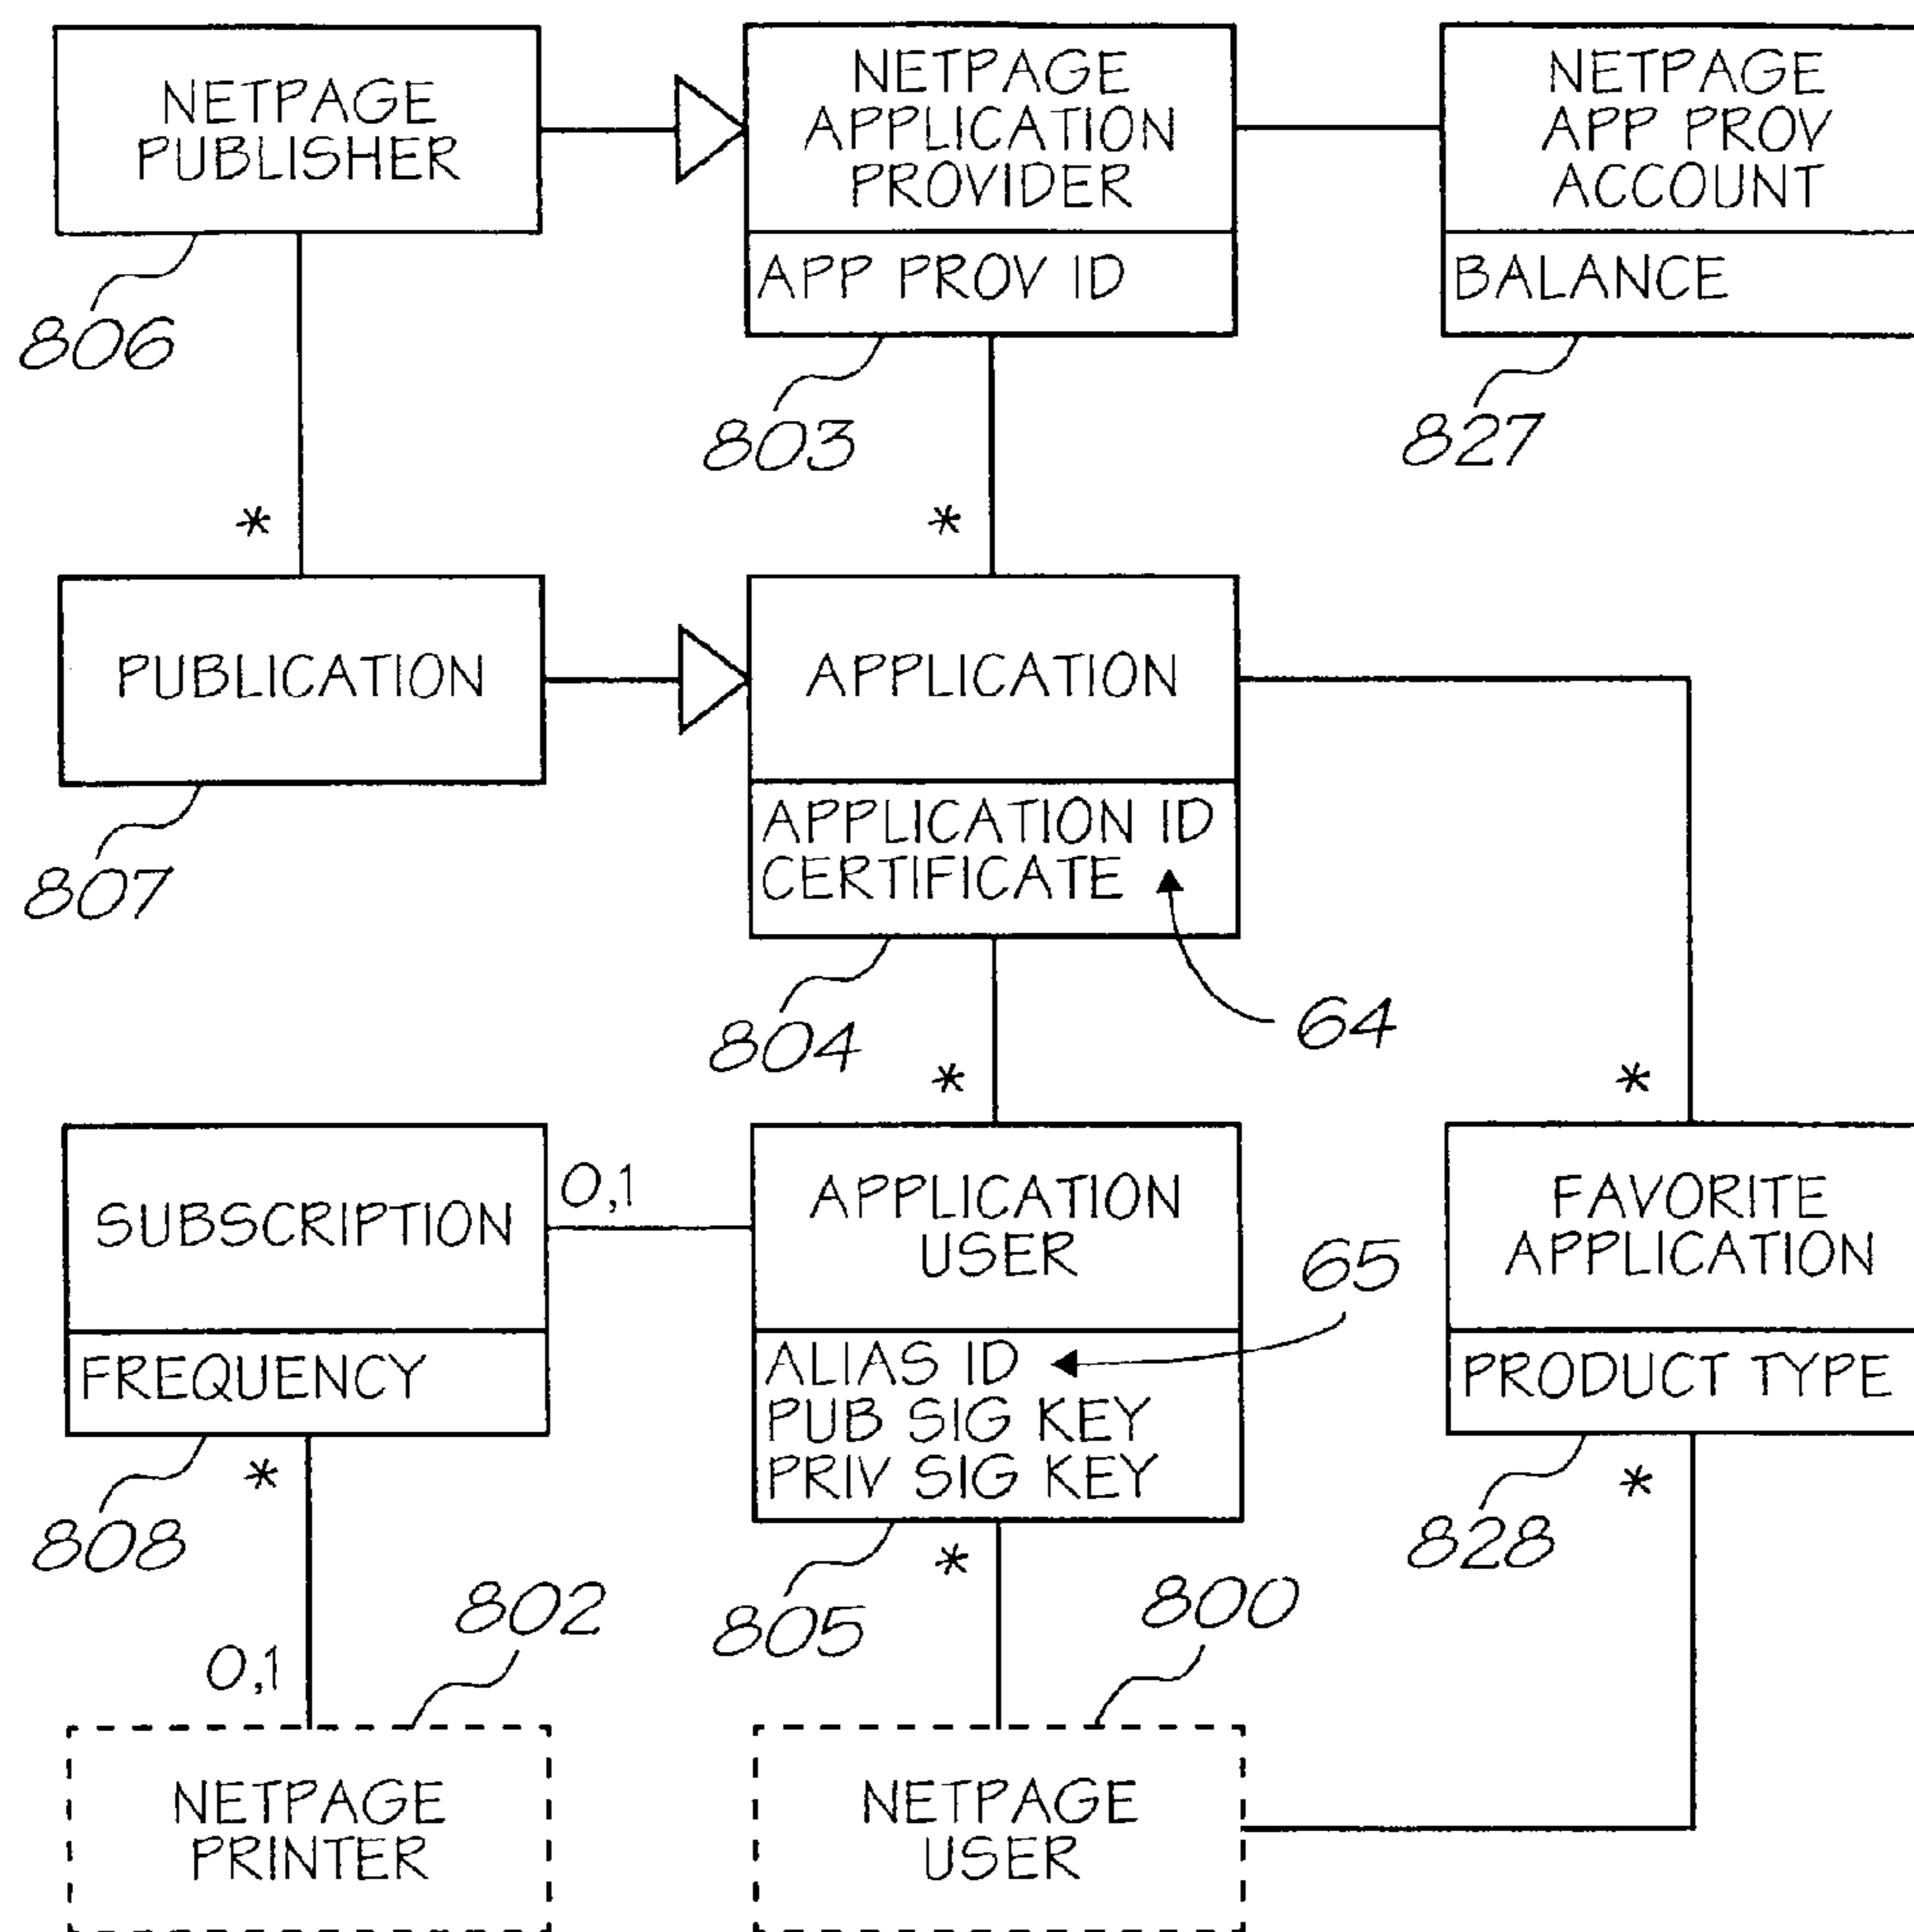 NETPAGE
PUBLISHER
806
NETPAGE
APPLICATION
PROVIDER
APP PROV ID
803
NETPAGE
APP PROV
ACCOUNT
BALANCE
827
*
*
PUBLICATION
807
APPLICATION
APPLICATION ID
CERTIFICATE
804
64
*
*
SUBSCRIPTION
FREQUENCY
808
0,1
APPLICATION
USER
ALIAS ID
PUB SIG KEY
PRIV SIG KEY
805
65
FAVORITE
APPLICATION
PRODUCT TYPE
828
*
*
*
802
0,1
800
NETPAGE
PRINTER
NETPAGE
USER